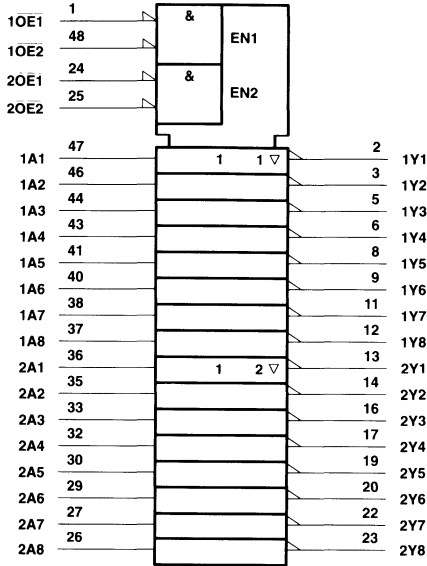 1OE1 1 & EN1
1OE2 48
2OE1 24 & EN2
2OE2 25
1A1 47 1 1 ▽ 2 1Y1
1A2 46 3 1Y2
1A3 44 5 1Y3
1A4 43 6 1Y4
1A5 41 8 1Y5
1A6 40 9 1Y6
1A7 38 11 1Y7
1A8 37 12 1Y8
2A1 36 1 2 ▽ 13 2Y1
2A2 35 14 2Y2
2A3 33 16 2Y3
2A4 32 17 2Y4
2A5 30 19 2Y5
2A6 29 20 2Y6
2A7 27 22 2Y7
2A8 26 23 2Y8